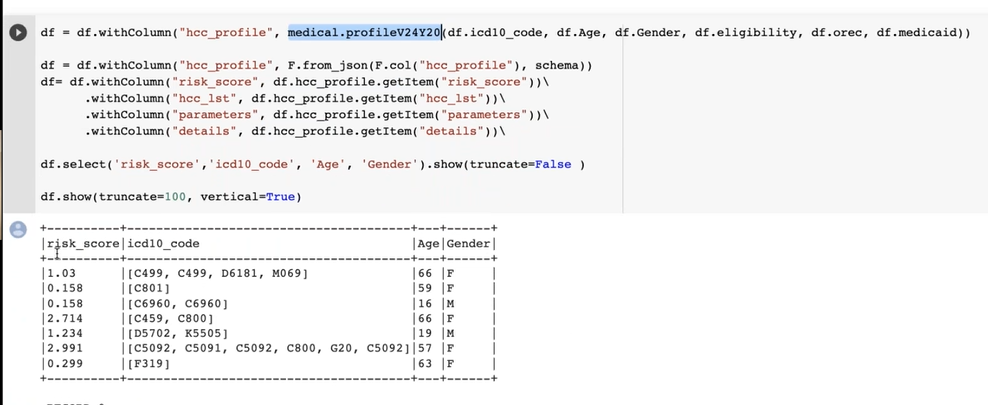 df = df.withColumn("hcc_profile", medical.profileV24Y20(df.icd10_code, df.Age, df.Gender, df.eligibility, df.orec, df.medicaid))
df = df.withColumn("hcc_profile", F.from_json(F.col("hcc_profile"), schema))
df= df.withColumn("risk_score", df.hcc_profile.getItem("risk_score"))\
.withColumn("hcc_lst", df.hcc_profile.getItem("hcc_lst"))\
.withColumn("parameters", df.hcc_profile.getItem("parameters"))\
.withColumn("details", df.hcc_profile.getItem("details"))\
df.select('risk_score','icd10_code', 'Age', 'Gender').show(truncate=False )
df.show(truncate=100, vertical=True)
+----------+----------------------------------------+---+------+
|risk_score|icd10_code                              |Age|Gender|
+----------+----------------------------------------+---+------+
|1.03      |[C499, C499, D6181, M069]               |66 |F     |
|0.158     |[C801]                                  |59 |F     |
|0.158     |[C6960, C6960]                          |16 |M     |
|2.714     |[C459, C800]                            |66 |F     |
|1.234     |[D5702, K5505]                          |19 |M     |
|2.991     |[C5092, C5091, C5092, C800, G20, C5092]|57 |F     |
|0.299     |[F319]                                  |63 |F     |
+----------+----------------------------------------+---+------+